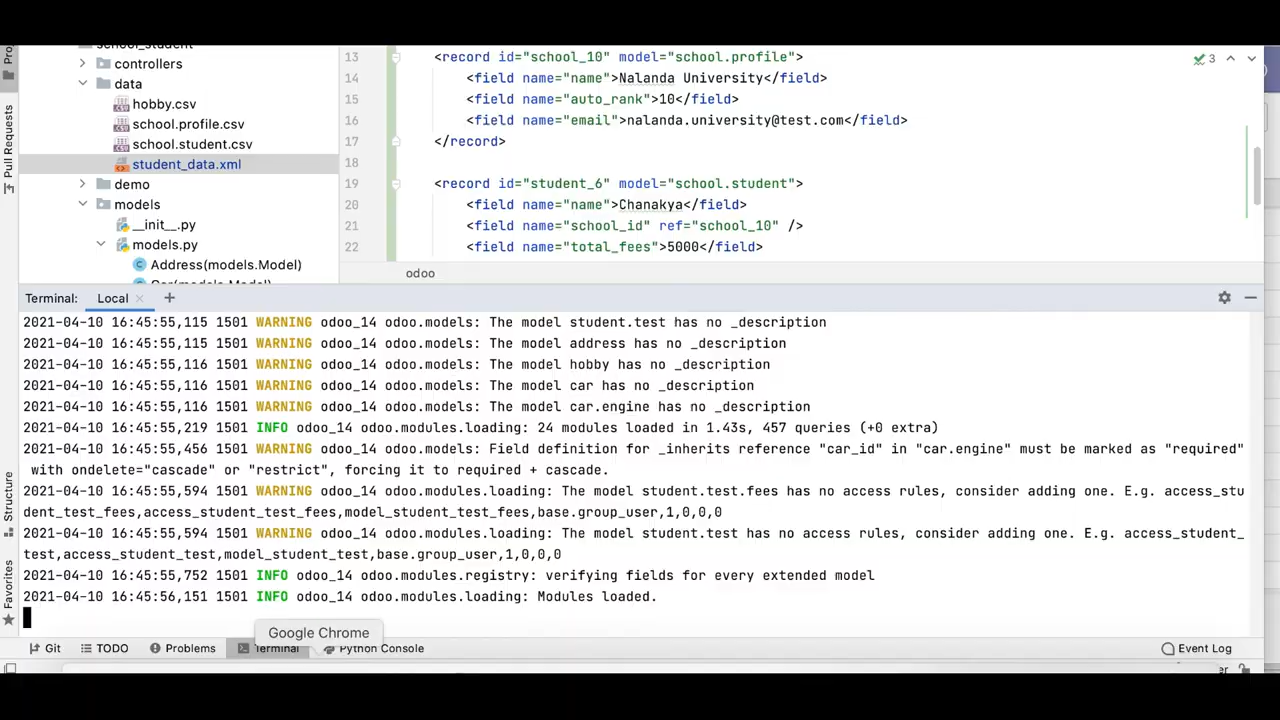 school_student
controllers
data
hobby.csv
school.profile.csv
school.student.csv
student_data.xml
demo
models
__init__.py
models.py
Address(models.Model)
Car(models.Model)
Pull Requests
Structure
Favorites
13 <record id="school_10" model="school.profile">
14 <field name="name">Nalanda University</field>
15 <field name="auto_rank">10</field>
16 <field name="email">nalanda.university@test.com</field>
17 </record>
18
19 <record id="student_6" model="school.student">
20 <field name="name">Chanakya</field>
21 <field name="school_id" ref="school_10" />
22 <field name="total_fees">5000</field>
3
odoo
Terminal: Local
2021-04-10 16:45:55,115 1501 WARNING odoo_14 odoo.models: The model student.test has no _description
2021-04-10 16:45:55,115 1501 WARNING odoo_14 odoo.models: The model address has no _description
2021-04-10 16:45:55,116 1501 WARNING odoo_14 odoo.models: The model hobby has no _description
2021-04-10 16:45:55,116 1501 WARNING odoo_14 odoo.models: The model car has no _description
2021-04-10 16:45:55,116 1501 WARNING odoo_14 odoo.models: The model car.engine has no _description
2021-04-10 16:45:55,219 1501 INFO odoo_14 odoo.modules.loading: 24 modules loaded in 1.43s, 457 queries (+0 extra)
2021-04-10 16:45:55,456 1501 WARNING odoo_14 odoo.models: Field definition for _inherits reference "car_id" in "car.engine" must be marked as "required"
with ondelete="cascade" or "restrict", forcing it to required + cascade.
2021-04-10 16:45:55,594 1501 WARNING odoo_14 odoo.modules.loading: The model student.test.fees has no access rules, consider adding one. E.g. access_stu
dent_test_fees,access_student_test_fees,model_student_test_fees,base.group_user,1,0,0,0
2021-04-10 16:45:55,594 1501 WARNING odoo_14 odoo.modules.loading: The model student.test has no access rules, consider adding one. E.g. access_student_
test,access_student_test,model_student_test,base.group_user,1,0,0,0
2021-04-10 16:45:55,752 1501 INFO odoo_14 odoo.modules.registry: verifying fields for every extended model
2021-04-10 16:45:56,151 1501 INFO odoo_14 odoo.modules.loading: Modules loaded.
Google Chrome
Git TODO Problems Terminal Python Console Event Log